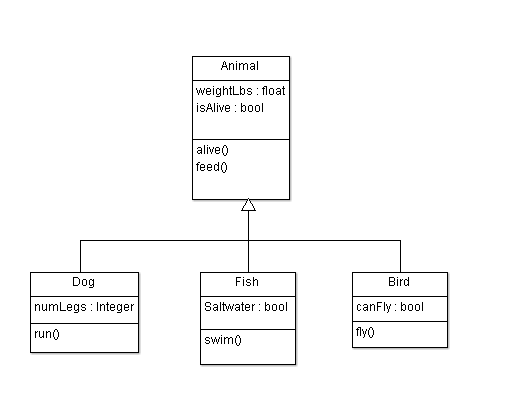 Animal
weightLbs : float
isAlive : bool
alive()
feed()
Dog
numLegs : Integer
run()
Fish
Saltwater : bool
swim()
Bird
canFly : bool
fly()